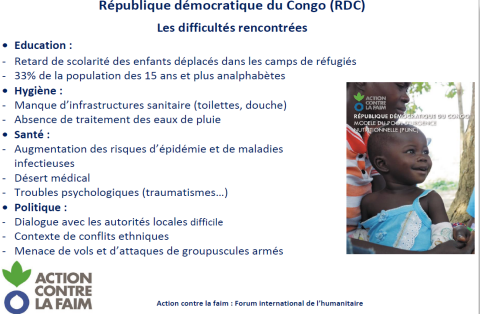 République démocratique du Congo (RDC)
Les difficultés rencontrées
• Education :
- Retard de scolarité des enfants déplacés dans les camps de réfugiés
- 33% de la population des 15 ans et plus analphabètes
• Hygiène :
- Manque d'infrastructures sanitaire (toilettes, douche)
- Absence de traitement des eaux de pluie
• Santé :
- Augmentation des risques d'épidémie et de maladies
infectieuses
- Désert médical
- Troubles psychologiques (traumatismes...)
• Politique :
- Dialogue avec les autorités locales difficile
- Contexte de conflits ethniques
- Menace de vols et d'attaques de groupuscules armés
ACTION
CONTRE
LA FAIM
RÉPUBLIQUE DÉMOCRATIQUE DU CONGO
MODÈLE DU POOL D'URGENCE
NUTRITIONNELLE (PUNC)
ACTION
CONTRE
LA FAIM
Action contre la faim : Forum international de l'humanitaire